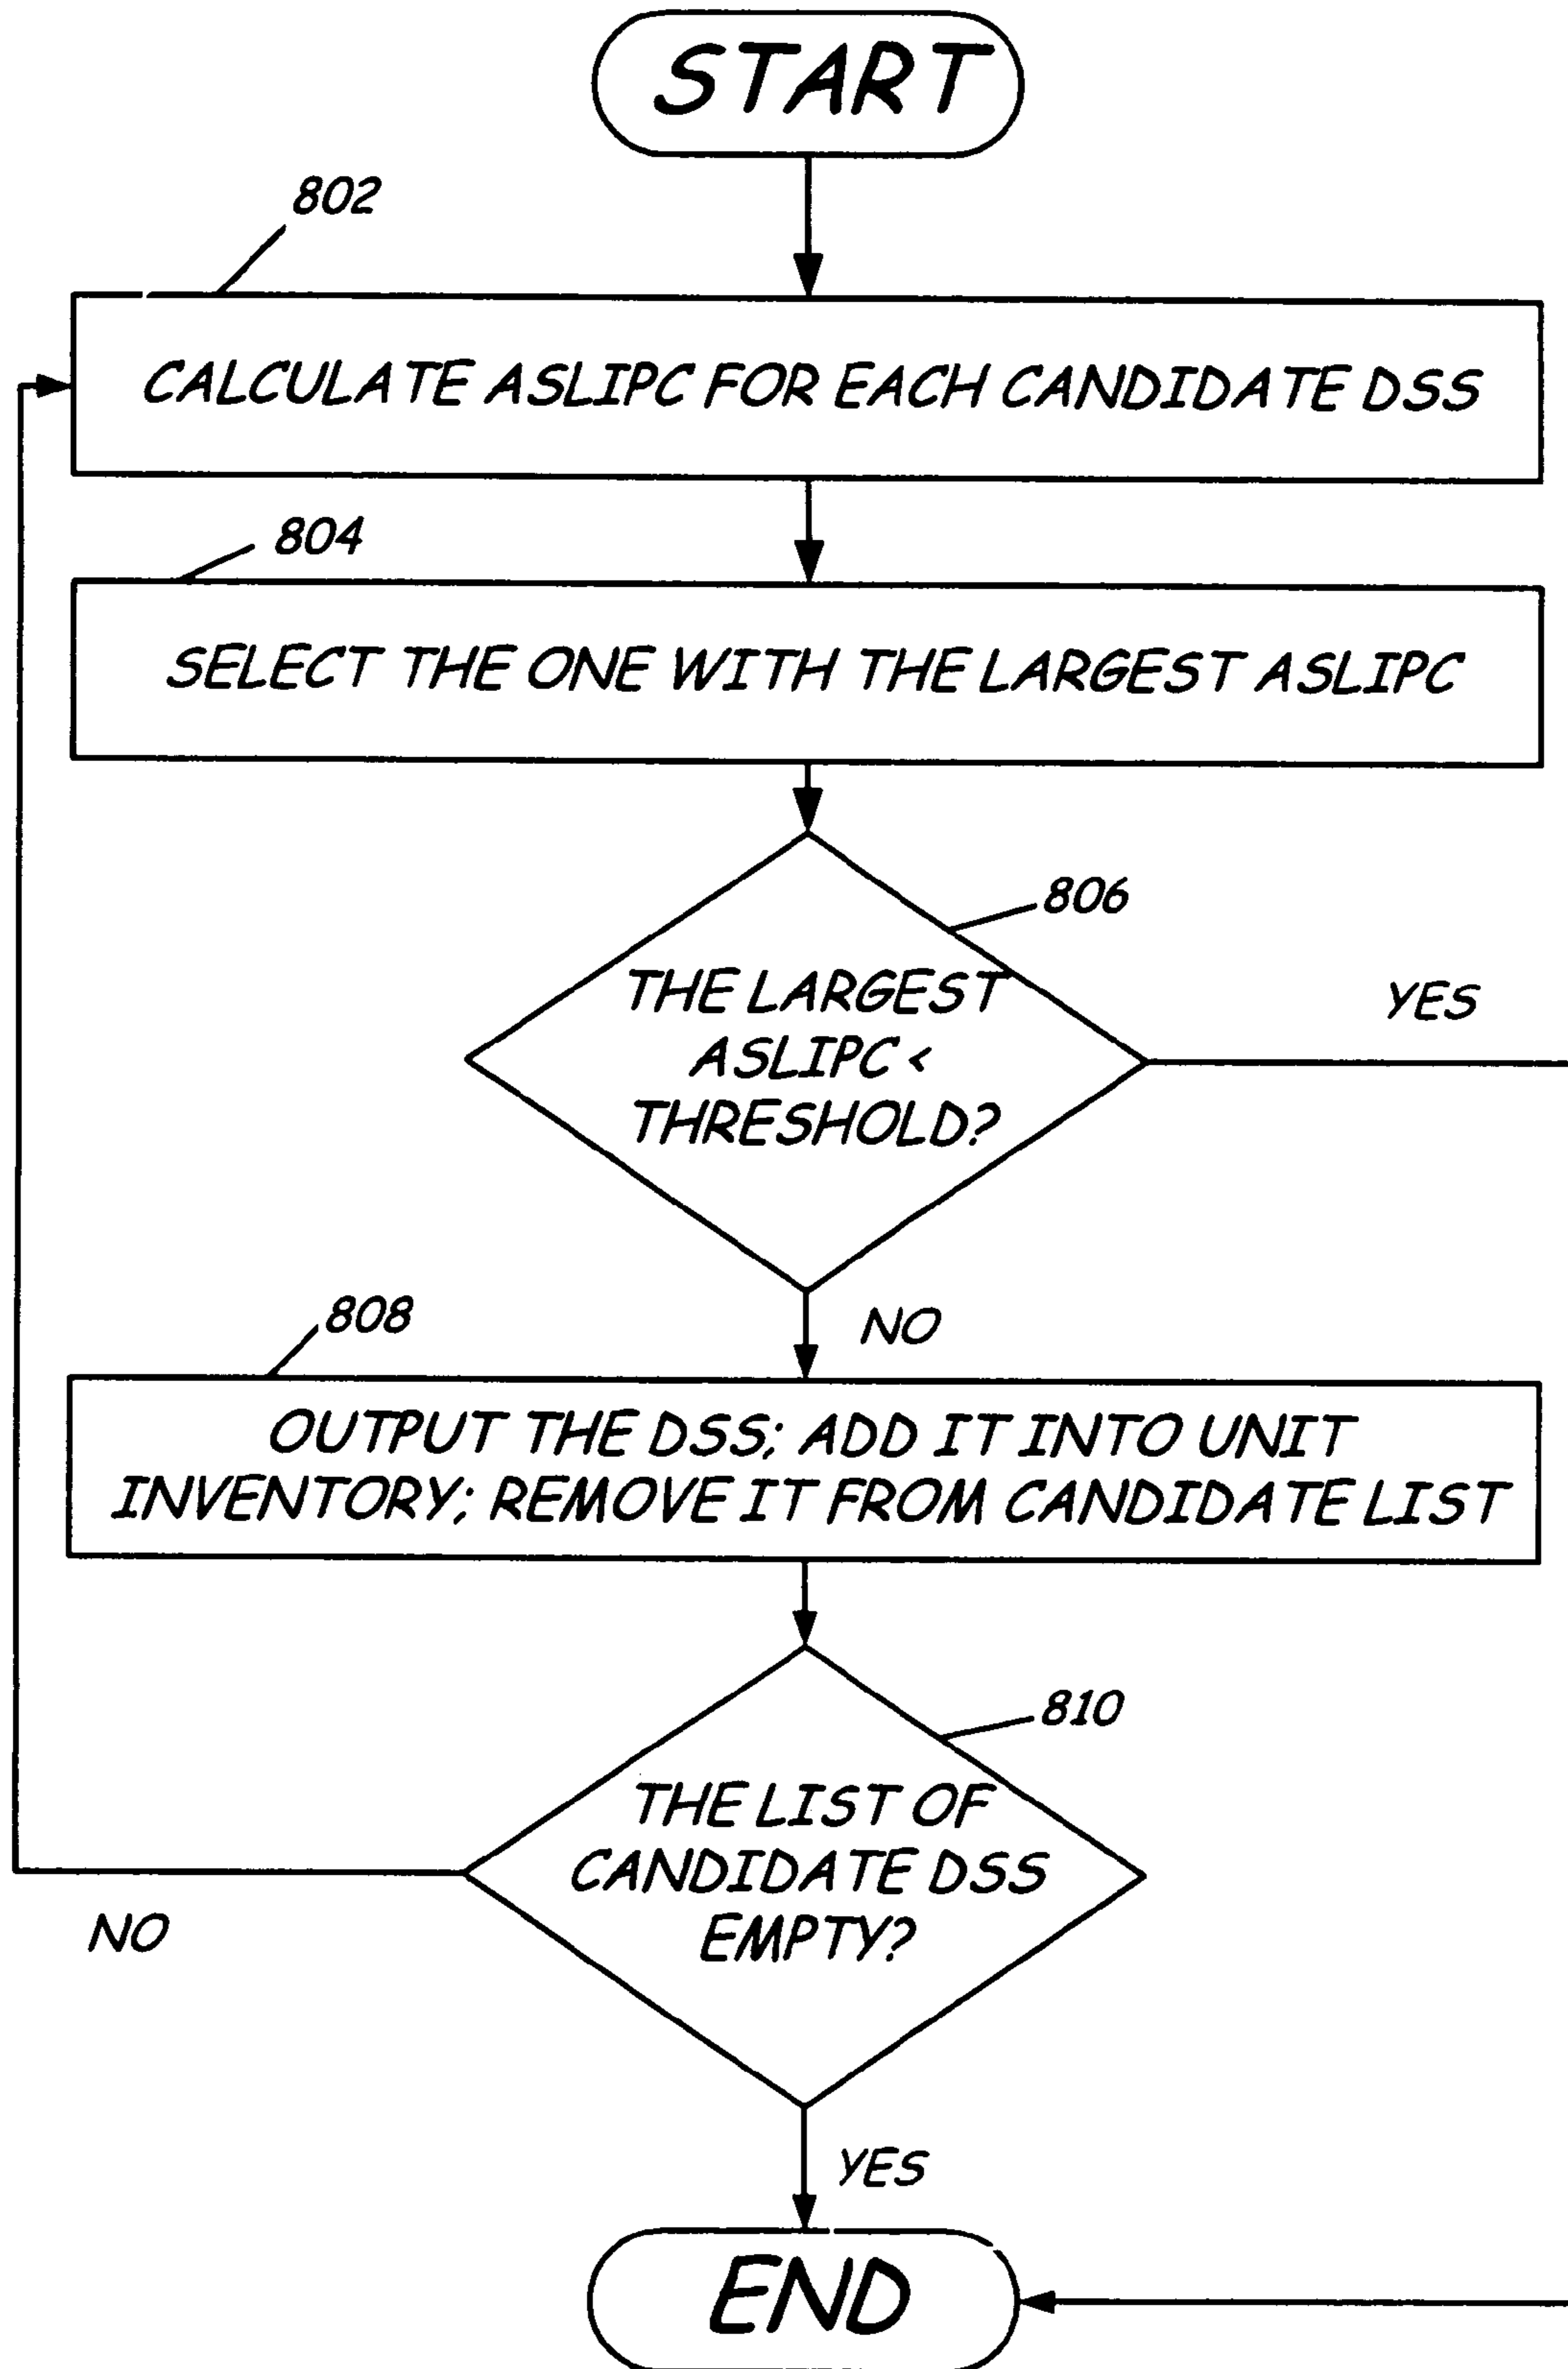 START
802
CALCULATE ASLIPC FOR EACH CANDIDATE DSS
804
SELECT THE ONE WITH THE LARGEST ASLIPC
806
THE LARGEST
ASLIPC <
THRESHOLD?
YES
NO
808
OUTPUT THE DSS; ADD IT INTO UNIT
INVENTORY; REMOVE IT FROM CANDIDATE LIST
810
THE LIST OF
CANDIDATE DSS
EMPTY?
NO
YES
END